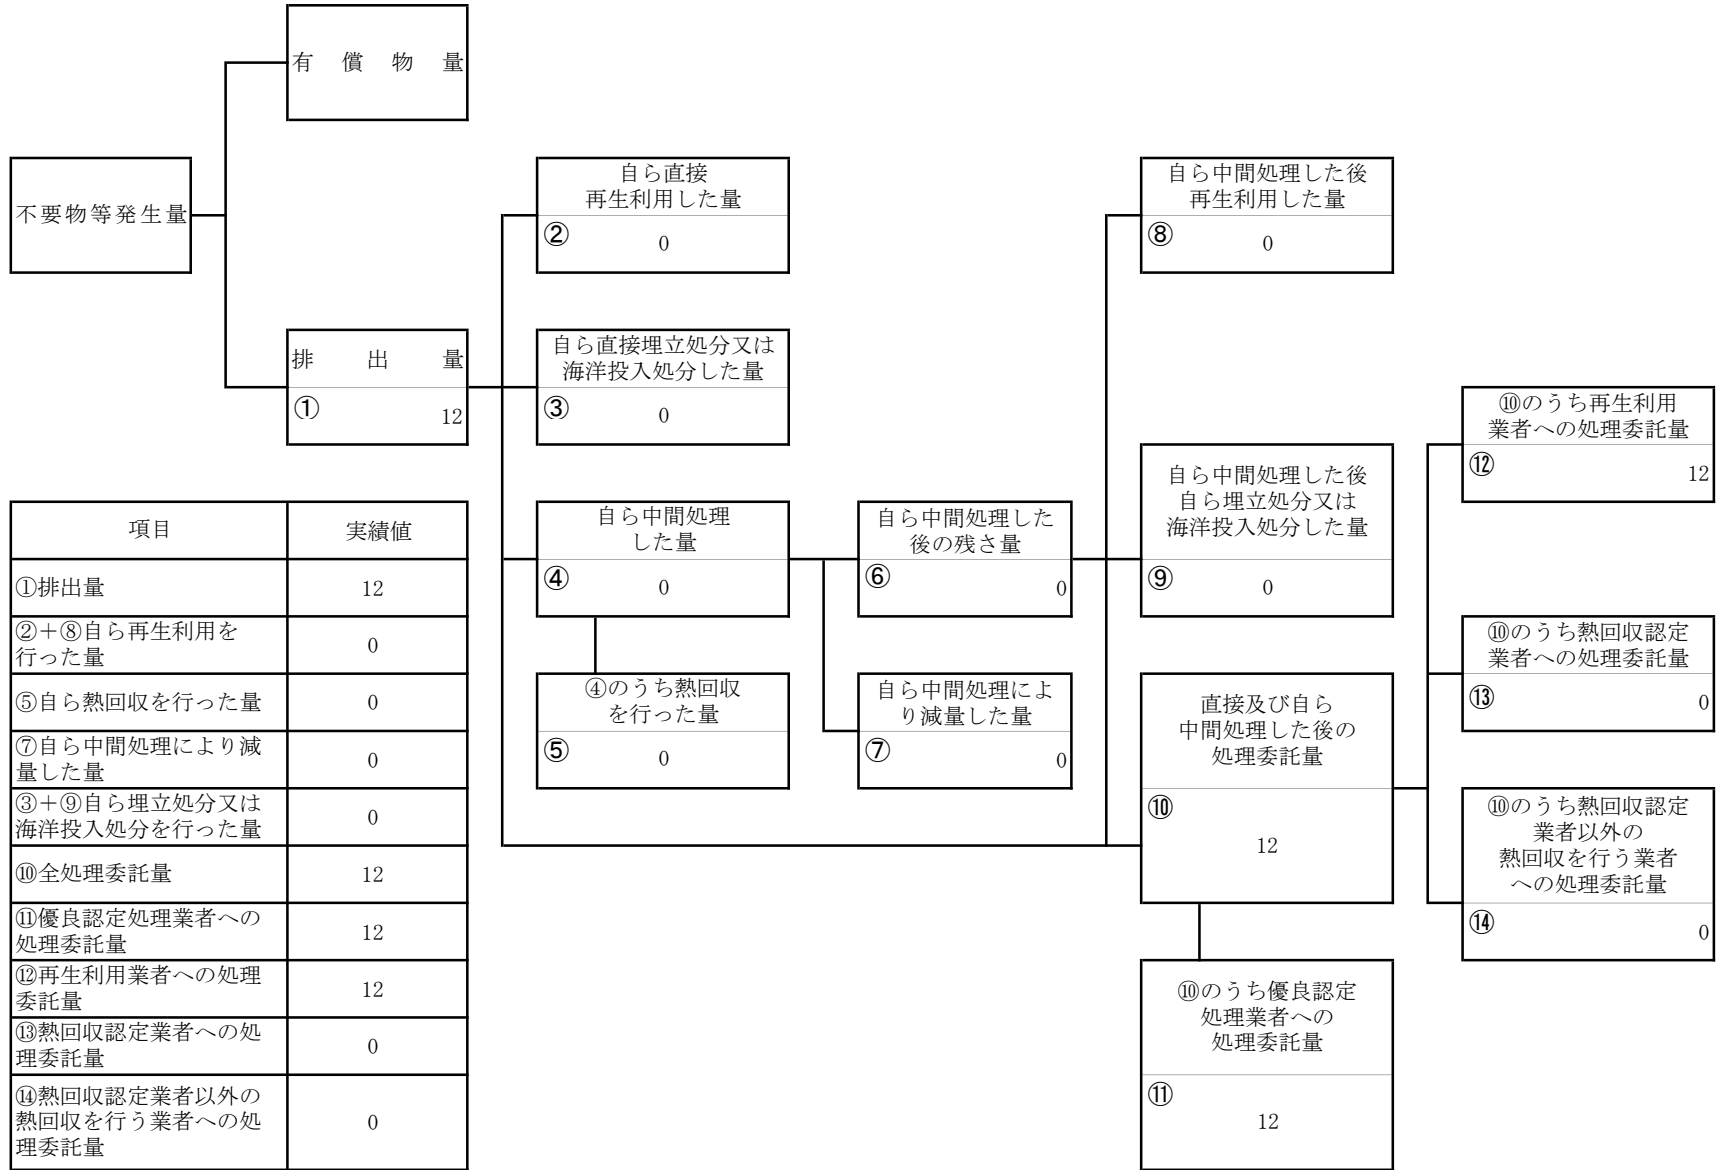 有償物量
不要物等発生量
自ら直接
再生利用した量
②
0
自ら中間処理した後
再生利用した量
⑧
0
排出量
①
12
自ら直接埋立処分又は
海洋投入処分した量
③
0
⑩のうち再生利用
業者への処理委託量
⑫
12
自ら中間処理
した量
④
0
自ら中間処理した
後の残さ量
⑥
0
自ら中間処理した後
自ら埋立処分又は
海洋投入処分した量
⑨
0
⑩のうち熱回収認定
業者への処理委託量
⑬
0
④のうち熱回収
を行った量
⑤
0
自ら中間処理によ
り減量した量
⑦
0
直接及び自ら
中間処理した後の
処理委託量
⑩
12
⑩のうち熱回収認定
業者以外の
熱回収を行う業者
への処理委託量
⑭
0
⑩のうち優良認定
処理業者への
処理委託量
⑪
12
項目 実績値
①排出量 12
②+⑧自ら再生利用を
行った量 0
⑤自ら熱回収を行った量 0
⑦自ら中間処理により減
量した量 0
③+⑨自ら埋立処分又は
海洋投入処分を行った量 0
⑩全処理委託量 12
⑪優良認定処理業者への
処理委託量 12
⑫再生利用業者への処理
委託量 12
⑬熱回収認定業者への処
理委託量 0
⑭熱回収認定業者以外の
熱回収を行う業者への処
理委託量 0